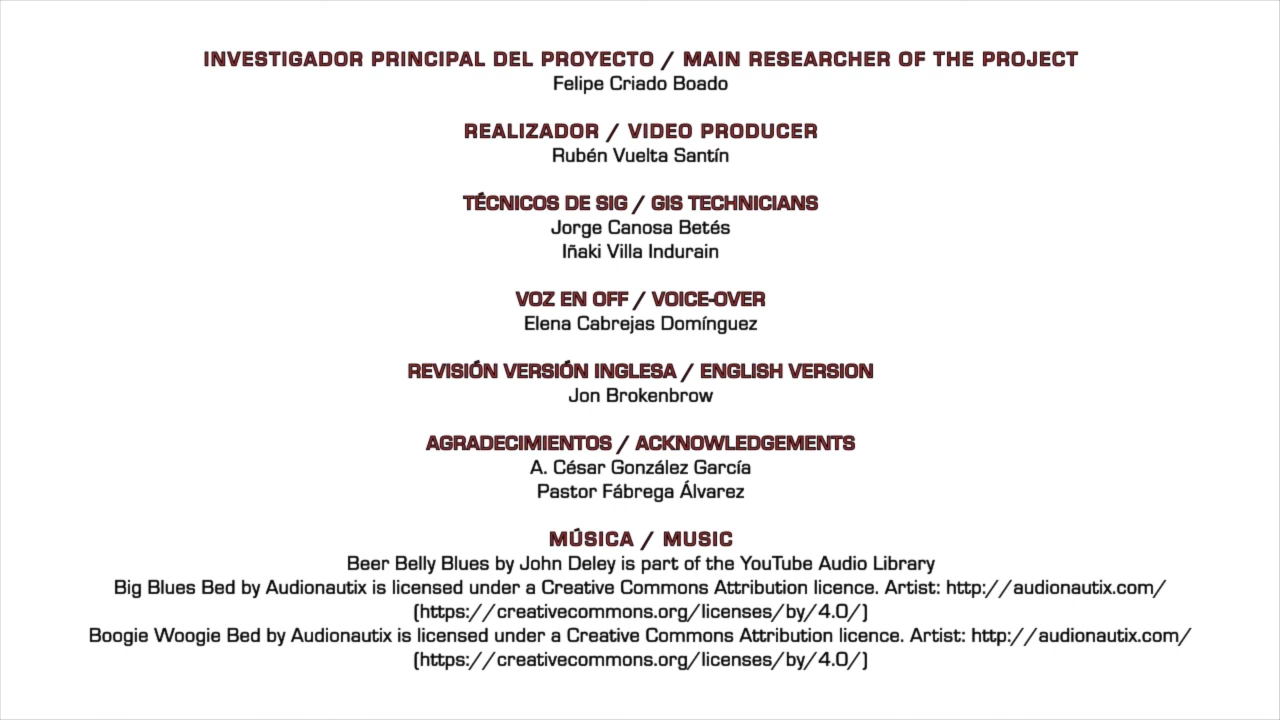 INVESTIGADOR PRINCIPAL DEL PROYECTO / MAIN RESEARCHER OF THE PROJECT
Felipe Criado Boado
REALIZADOR / VIDEO PRODUCER
Rubén Vuelta Santín
TÉCNICOS DE SIG / GIS TECHNICIANS
Jorge Canosa Betés
Iñaki Villa Indurain
VOZ EN OFF / VOICE-OVER
Elena Cabrejas Domínguez
REVISIÓN VERSIÓN INGLESA / ENGLISH VERSION
Jon Brokenbrow
AGRADECIMIENTOS / ACKNOWLEDGEMENTS
A. César González García
Pastor Fábrega Álvarez
MÚSICA / MUSIC
Beer Belly Blues by John Deley is part of the YouTube Audio Library
Big Blues Bed by Audionautix is licensed under a Creative Commons Attribution licence. Artist: http://audionautix.com/
(https://creativecommons.org/licenses/by/4.0/)
Boogie Woogie Bed by Audionautix is licensed under a Creative Commons Attribution licence. Artist: http://audionautix.com/
(https://creativecommons.org/licenses/by/4.0/)